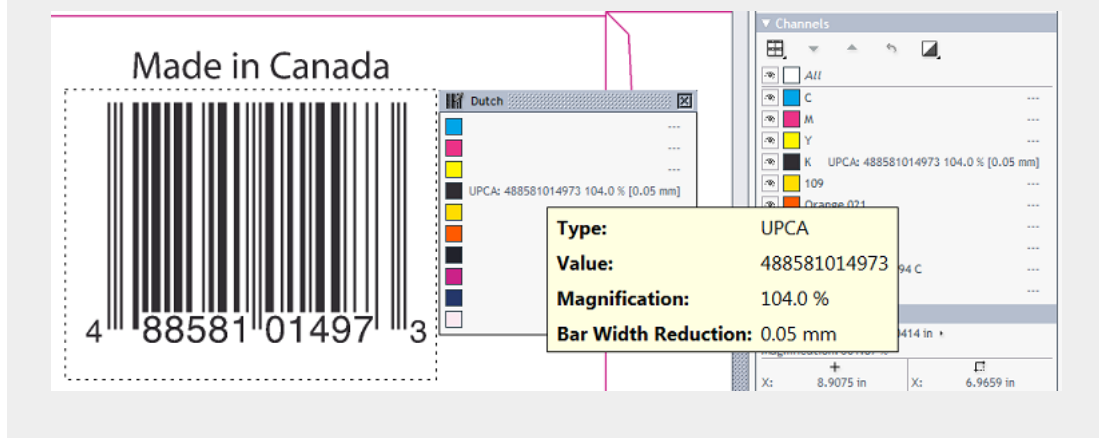 Made in Canada
4 88581 01497 3
Dutch
---
---
---
UPCA: 488581014973 104.0 % [0.05 mm]
Type: UPCA
Value: 488581014973
Magnification: 104.0 %
Bar Width Reduction: 0.05 mm
Channels
All
C ---
M ---
Y ---
K UPCA: 488581014973 104.0 % [0.05 mm]
109 ---
Orange 021 ---
---
---
94 C ---
---
0414 in
X: 8.9075 in X: 6.9659 in